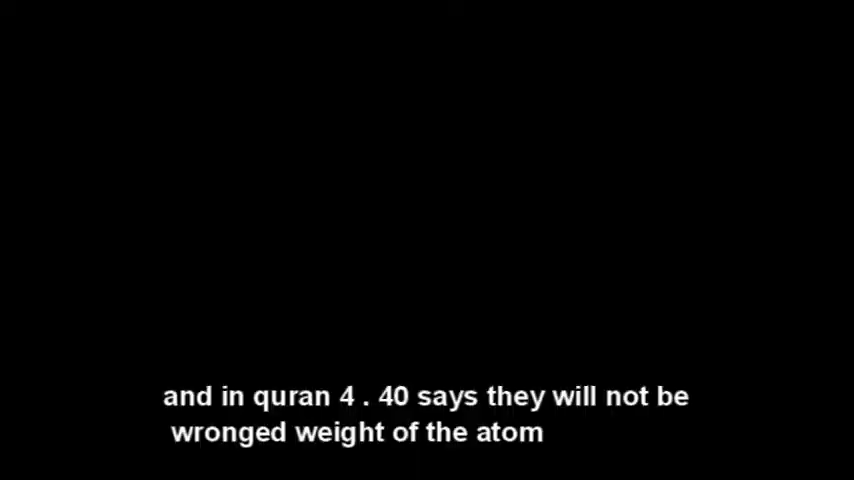 and in quran 4 . 40 says they will not be
wronged weight of the atom